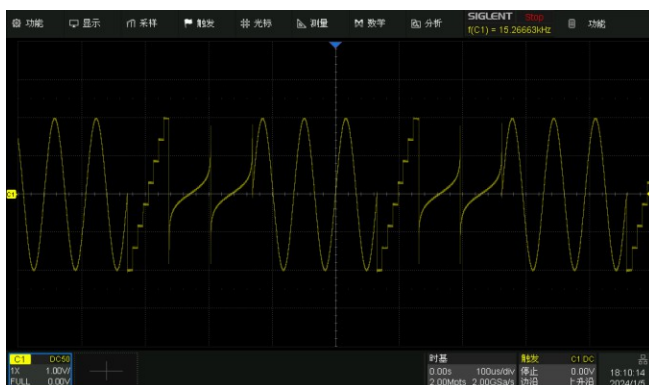 功能 显示 采样 触发 光标 测量 数学 分析 SIGLENT Stop 功能
f(C1) = 15.26663kHz
C1
C1 DC50
1X 1.00V/
FULL 0.00V
时基
0.00s 100us/div
2.00Mpts 2.00GSa/s
触发 C1 DC
停止 0.00V
边沿 上升沿
18:10:14
2024/1/5